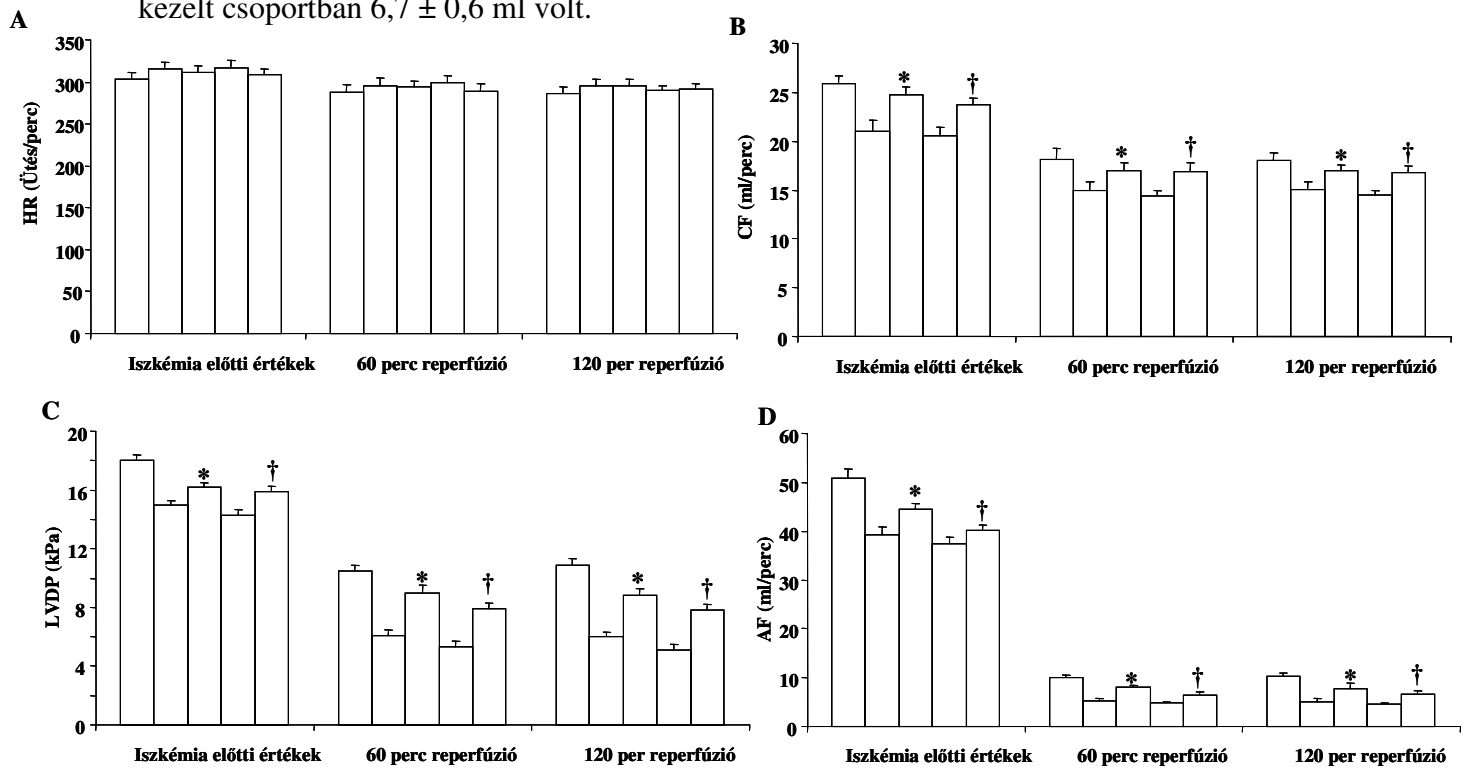 kezelt csoportban 6,7 ± 0,6 ml volt.
A
350
300
250
200
150
100
50
0
HR (Ütés/perc)
Iszkémia előtti értékek 60 perc reperfúzió 120 per reperfúzió
B
30
25
20
15
10
5
0
CF (ml/perc)
* †
* †
* †
Iszkémia előtti értékek 60 perc reperfúzió 120 per reperfúzió
C
20
16
12
8
4
0
LVDP (kPa)
* †
* †
* †
Iszkémia előtti értékek 60 perc reperfúzió 120 per reperfúzió
D
60
50
40
30
20
10
0
AF (ml/perc)
* †
* †
* †
Iszkémia előtti értékek 60 perc reperfúzió 120 per reperfúzió